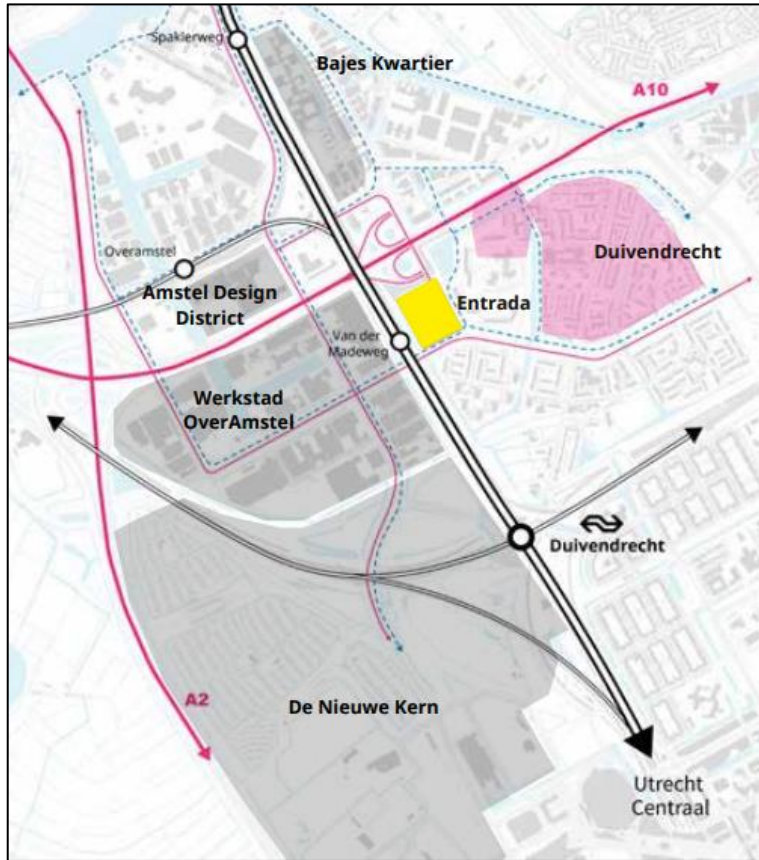 Spaklerweg
Bajes Kwartier
A10
Overamstel
Duivendrecht
Amstel Design
District
Entrada
Van der
Madeweg
Werkstad
OverAmstel
Duivendrecht
A2
De Nieuwe Kern
Utrecht
Centraal